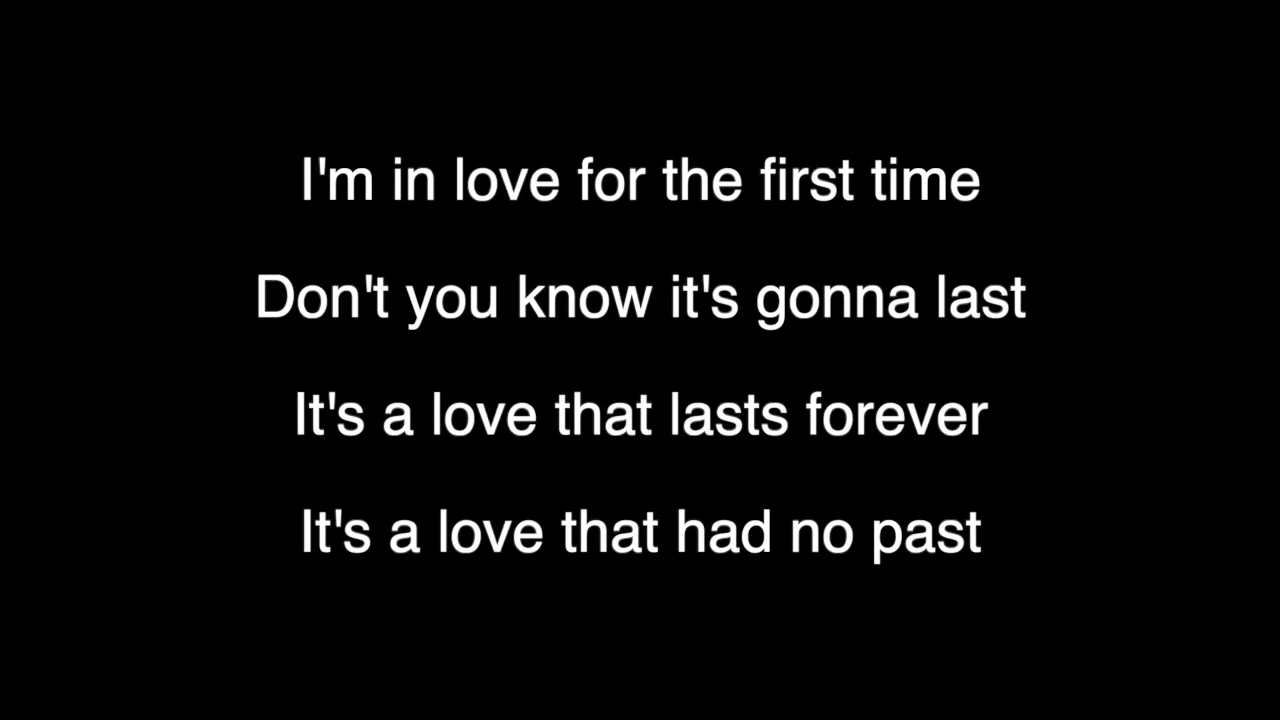 I'm in love for the first time
Don't you know it's gonna last
It's a love that lasts forever
It's a love that had no past